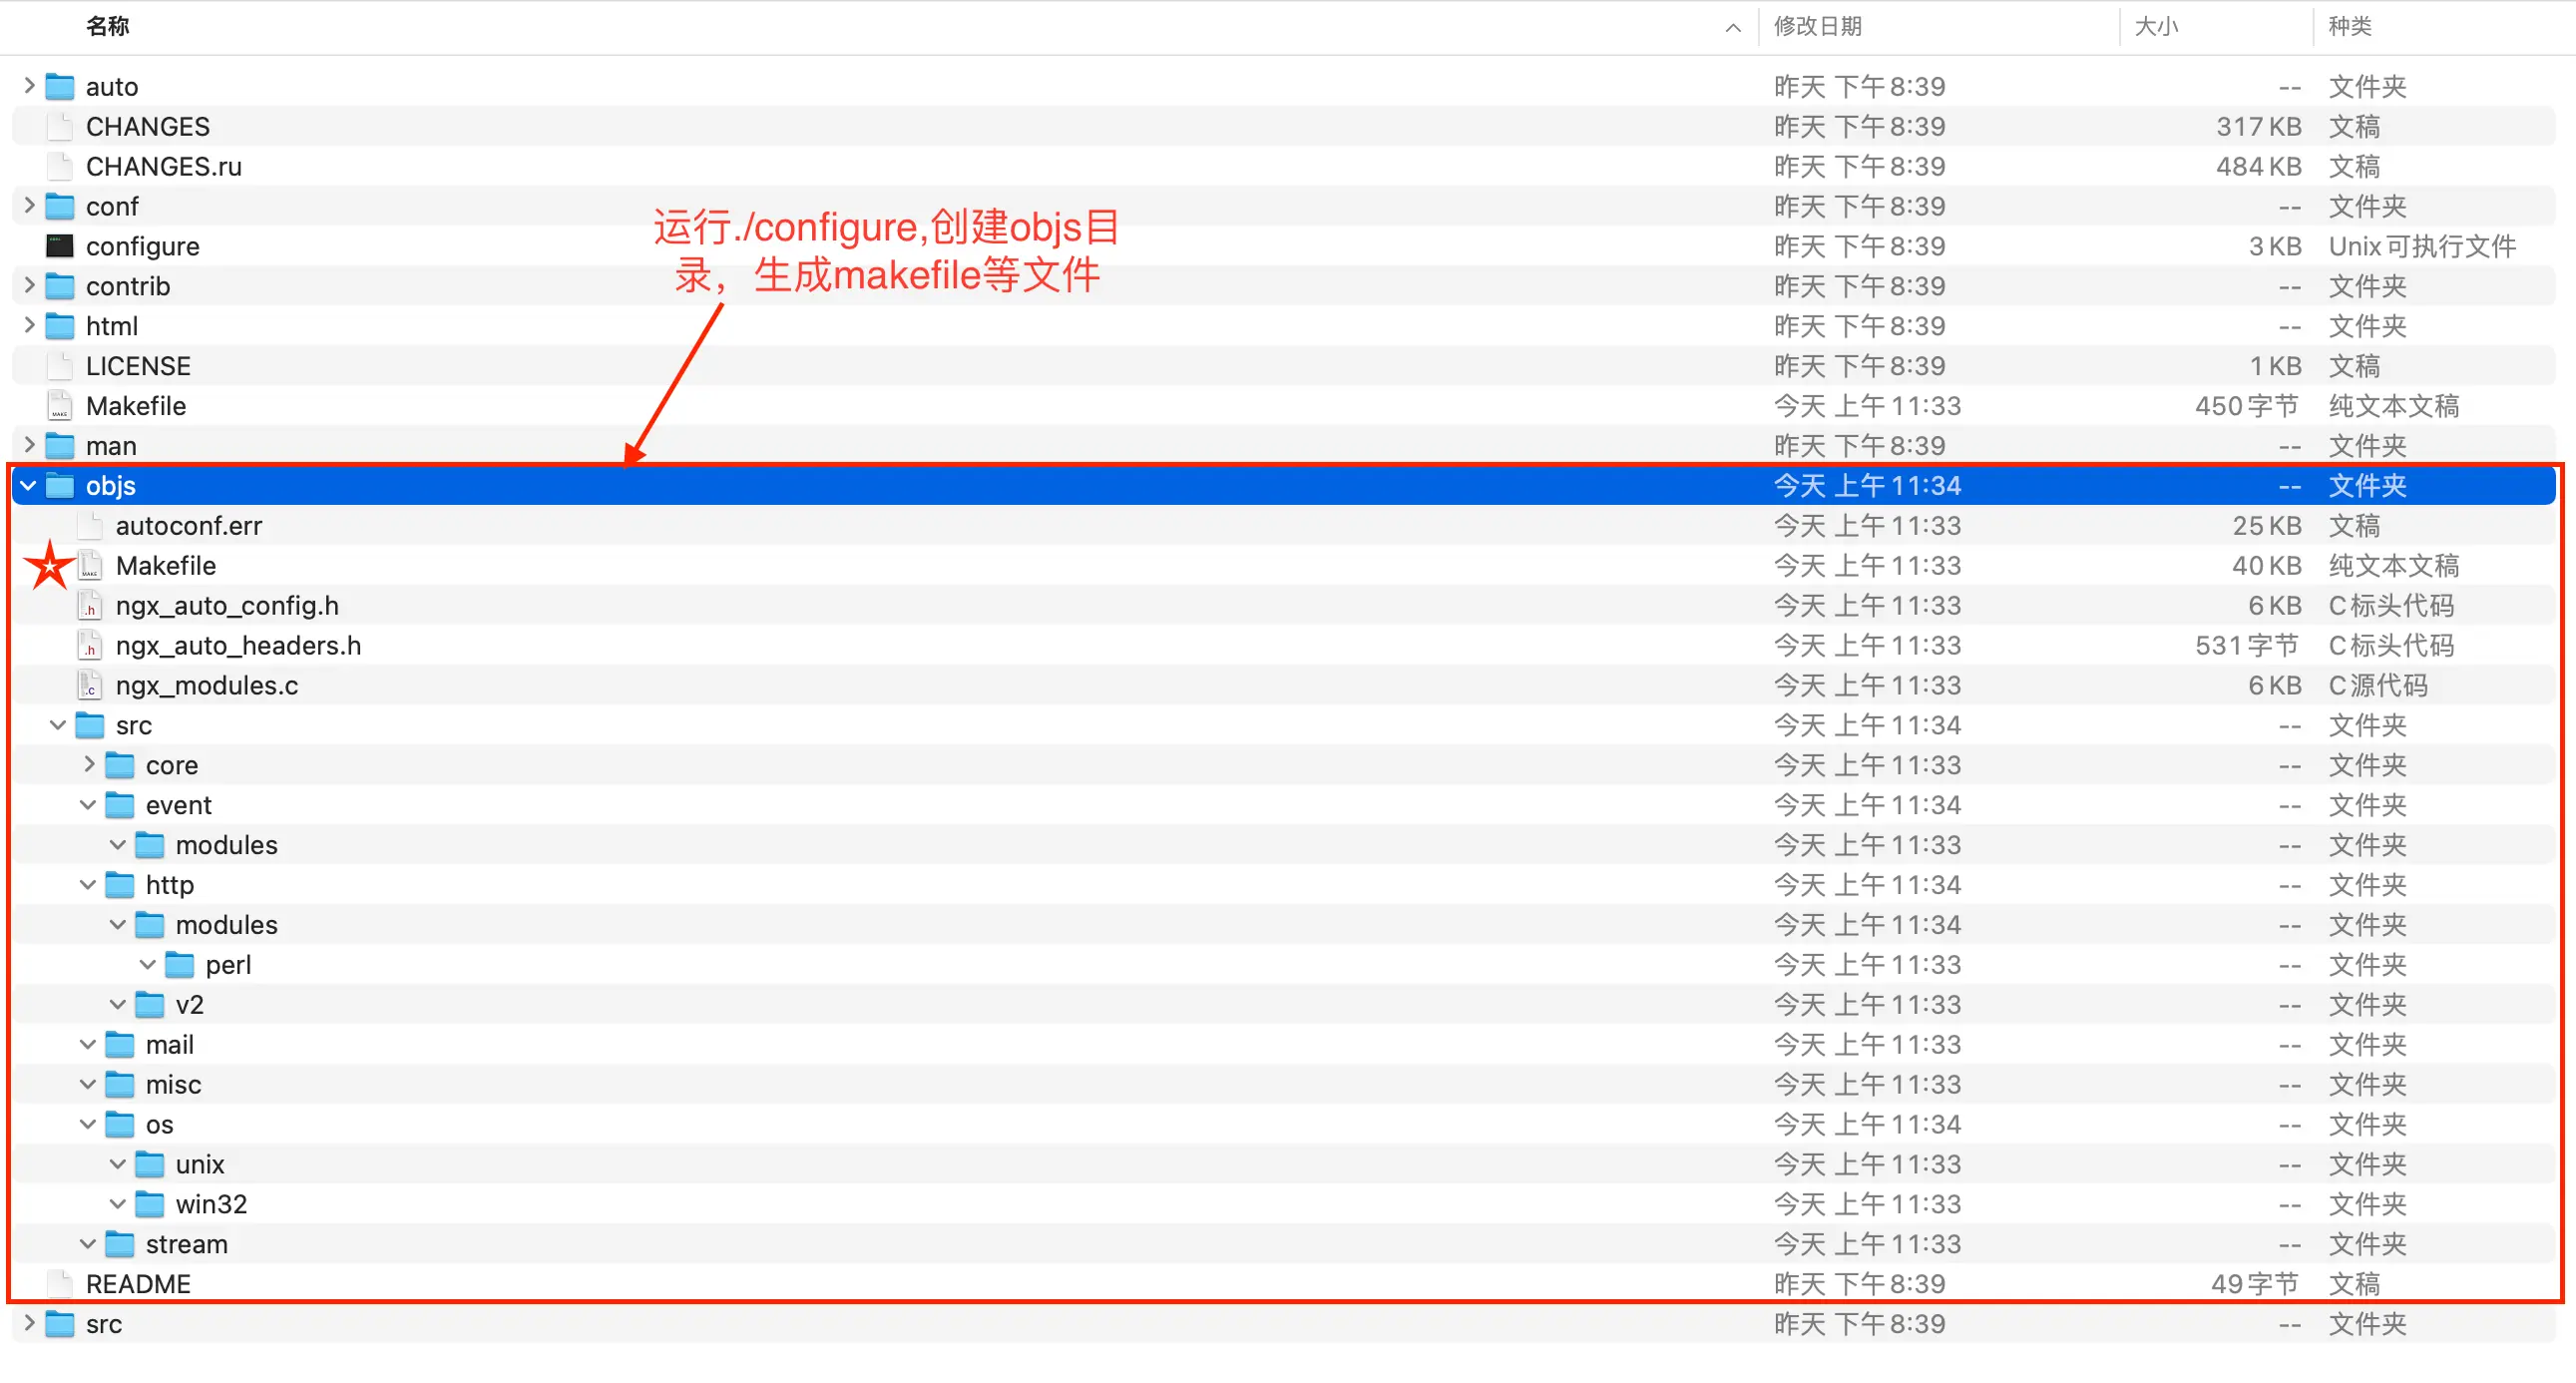 名称 修改日期 大小 种类
auto 昨天 下午8:39 -- 文件夹
CHANGES 昨天 下午8:39 317 KB 文稿
CHANGES.ru 昨天 下午8:39 484 KB 文稿
conf 昨天 下午8:39 -- 文件夹
运行./configure,创建objs目
录，生成makefile等文件
configure 昨天 下午8:39 3 KB Unix可执行文件
contrib 昨天 下午8:39 -- 文件夹
html 昨天 下午8:39 -- 文件夹
LICENSE 昨天 下午8:39 1 KB 文稿
Makefile 今天 上午11:33 450字节 纯文本文稿
man 昨天 下午8:39 -- 文件夹
objs 今天 上午11:34 -- 文件夹
autoconf.err 今天 上午11:33 25 KB 文稿
Makefile 今天 上午11:33 40 KB 纯文本文稿
ngx_auto_config.h 今天 上午11:33 6 KB C标头代码
ngx_auto_headers.h 今天 上午11:33 531字节 C标头代码
ngx_modules.c 今天 上午11:33 6 KB C源代码
src 今天 上午11:34 -- 文件夹
core 今天 上午11:33 -- 文件夹
event 今天 上午11:34 -- 文件夹
modules 今天 上午11:33 -- 文件夹
http 今天 上午11:34 -- 文件夹
modules 今天 上午11:34 -- 文件夹
perl 今天 上午11:33 -- 文件夹
v2 今天 上午11:33 -- 文件夹
mail 今天 上午11:33 -- 文件夹
misc 今天 上午11:33 -- 文件夹
os 今天 上午11:34 -- 文件夹
unix 今天 上午11:33 -- 文件夹
win32 今天 上午11:33 -- 文件夹
stream 今天 上午11:33 -- 文件夹
README 昨天 下午8:39 49字节 文稿
src 昨天 下午8:39 -- 文件夹